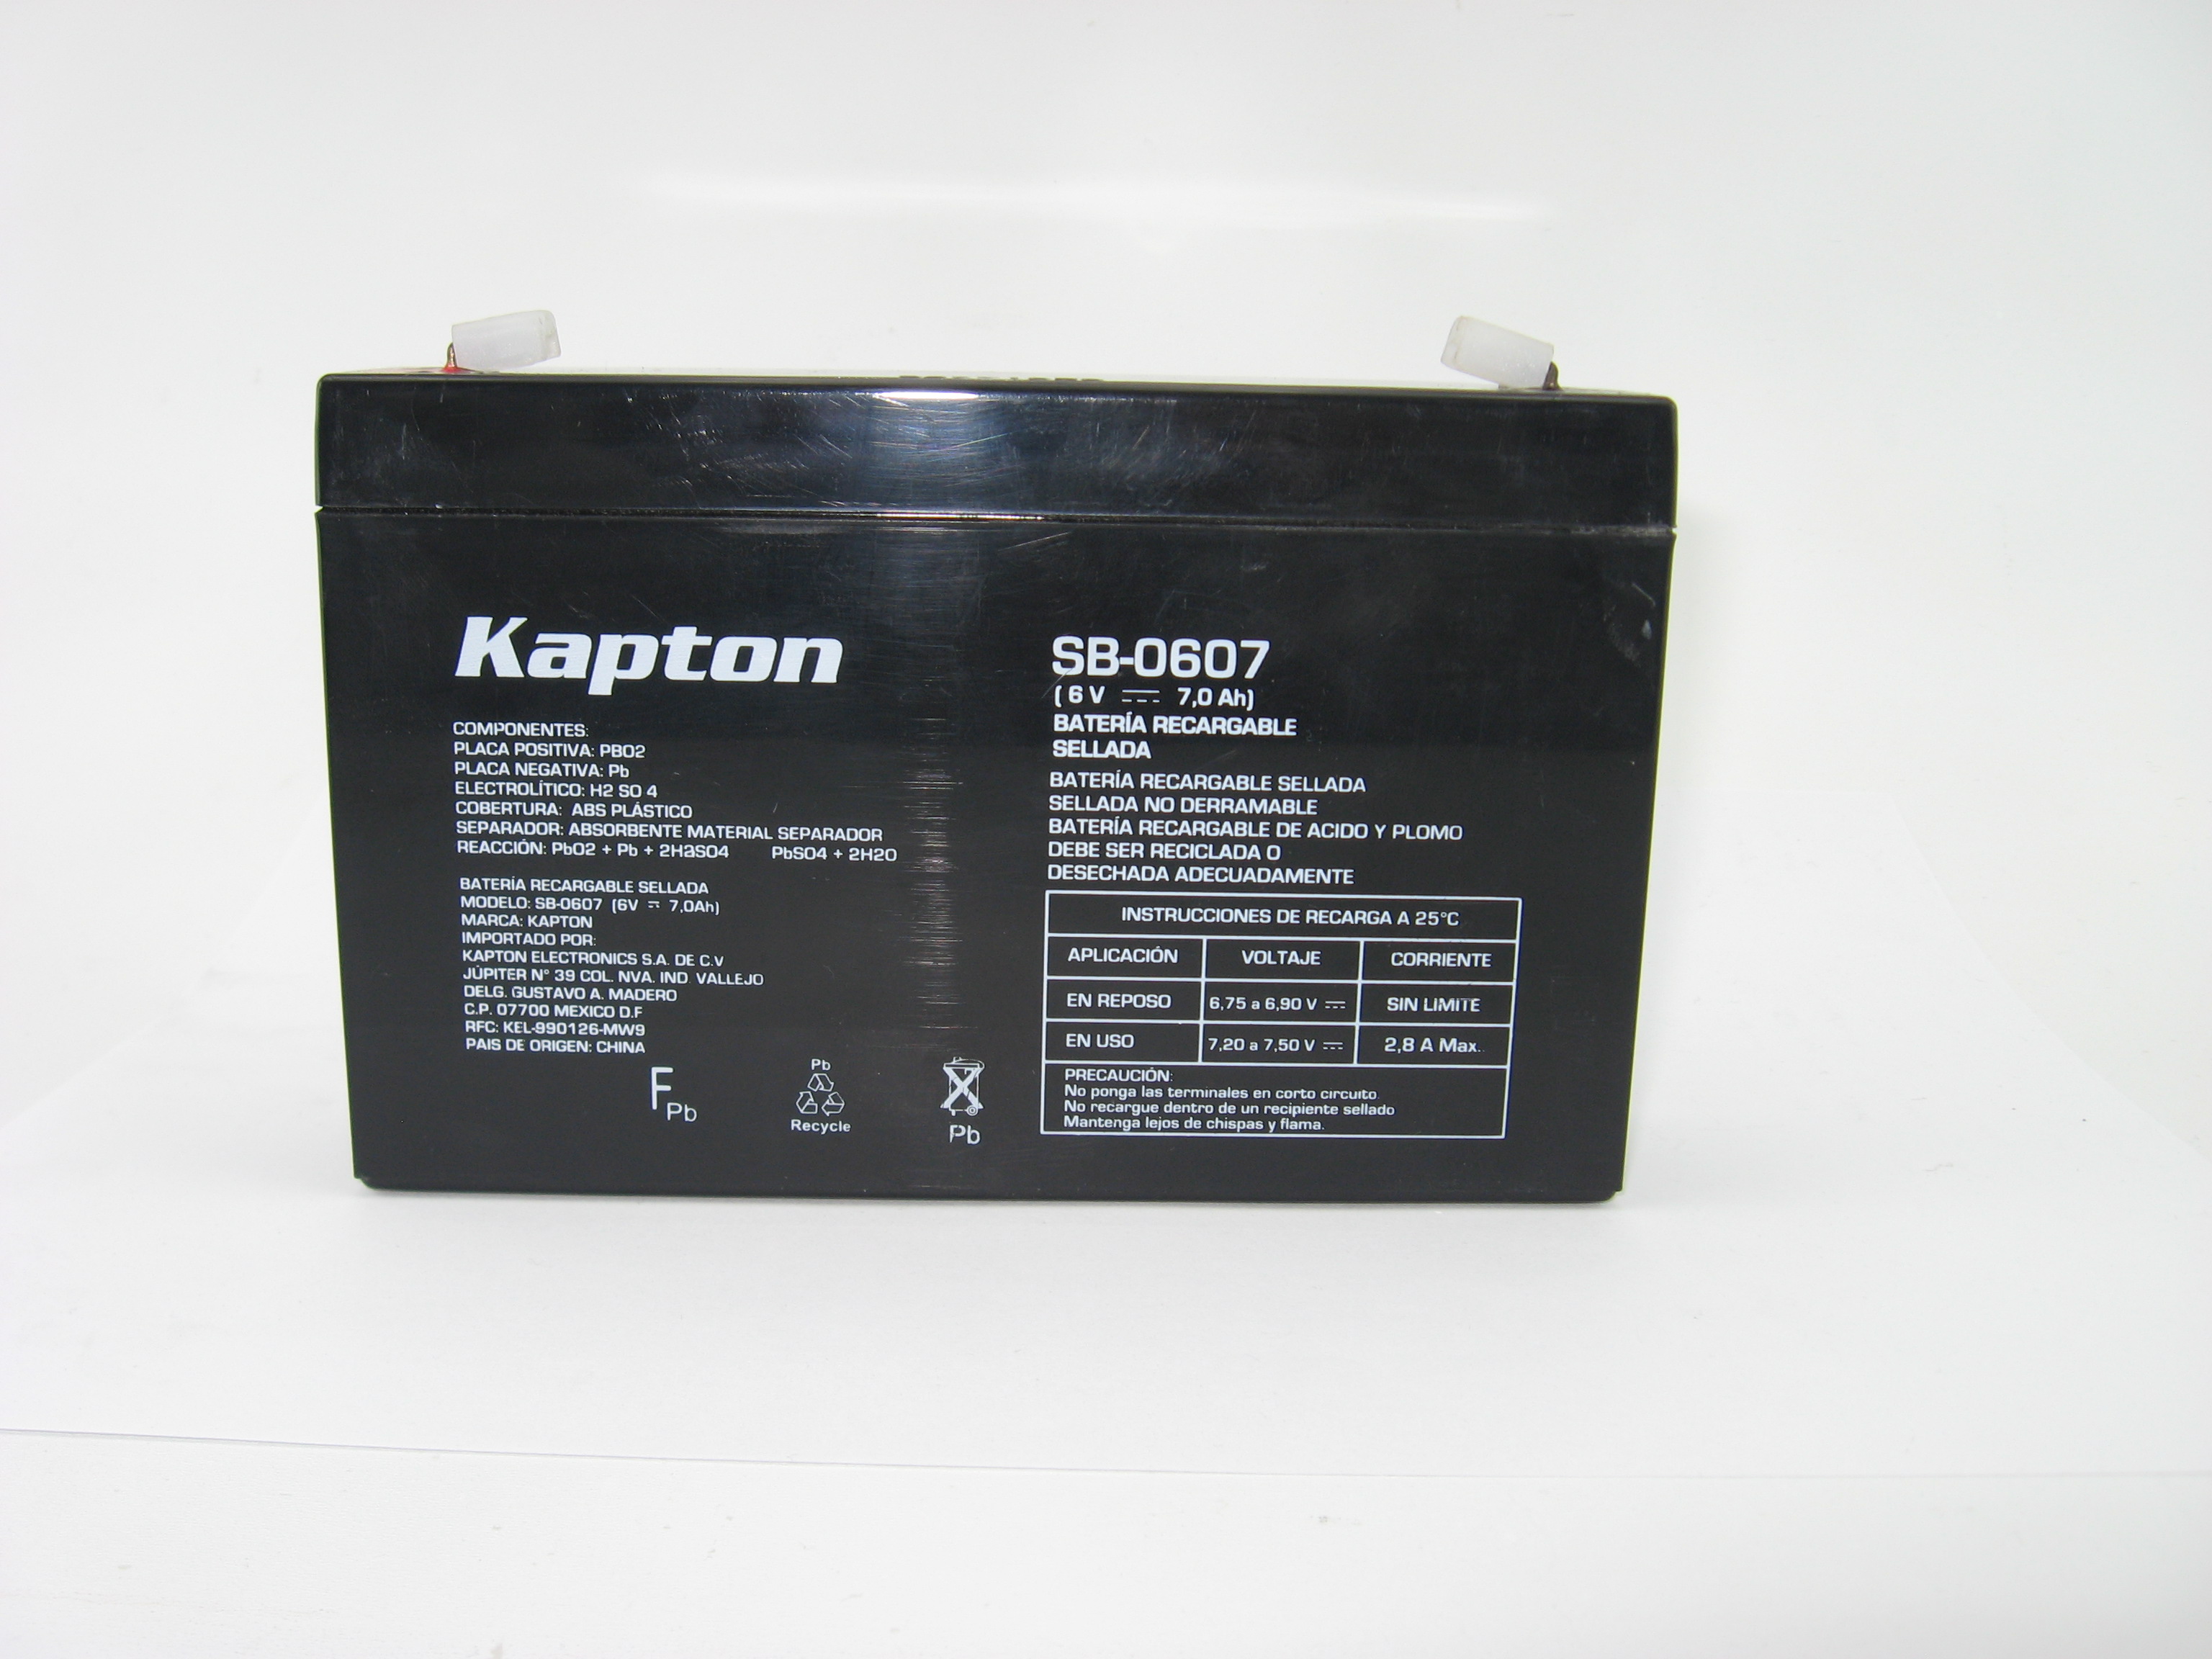 Kapton
COMPONENTES:
PLACA POSITIVA: PBO2
PLACA NEGATIVA: Pb
ELECTROLÍTICO: H2 SO 4
COBERTURA: ABS PLÁSTICO
SEPARADOR: ABSORBENTE MATERIAL SEPARADOR
REACCIÓN: PbO2 + Pb + 2HaSO4 PbSO4 + 2H2O
BATERÍA RECARGABLE SELLADA
MODELO: SB-0607 (6V ⎓ 7,0Ah)
MARCA: KAPTON
IMPORTADO POR:
KAPTON ELECTRONICS S.A. DE C.V
JÚPITER N° 39 COL. NVA. IND. VALLEJO
DELG. GUSTAVO A. MADERO
C.P. 07700 MEXICO D.F
RFC: KEL-990126-MW9
PAIS DE ORIGEN: CHINA
F Pb
Pb
Recycle
Pb
SB-0607
( 6 V ⎓ 7,0 Ah)
BATERÍA RECARGABLE
SELLADA
BATERÍA RECARGABLE SELLADA
SELLADA NO DERRAMABLE
BATERÍA RECARGABLE DE ACIDO Y PLOMO
DEBE SER RECICLADA O
DESECHADA ADECUADAMENTE
INSTRUCCIONES DE RECARGA A 25°C
APLICACIÓN VOLTAJE CORRIENTE
EN REPOSO 6,75 a 6,90 V ⎓ SIN LIMITE
EN USO 7,20 a 7,50 V ⎓ 2,8 A Max.
PRECAUCIÓN:
No ponga las terminales en corto circuito.
No recargue dentro de un recipiente sellado
Mantenga lejos de chispas y flama.